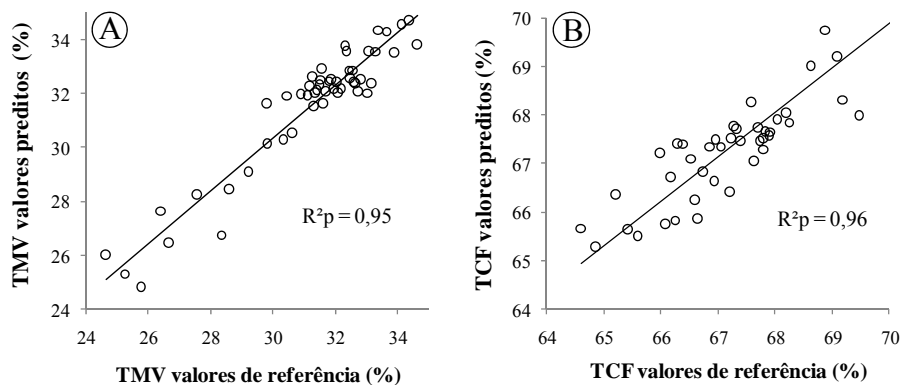 A
TMV valores preditos (%)
34
32
30
28
26
24
R²p = 0,95
24 26 28 30 32 34
TMV valores de referência (%)
B
TCF valores preditos (%)
70
69
68
67
66
65
64
R²p = 0,96
64 65 66 67 68 69 70
TCF valores de referência (%)